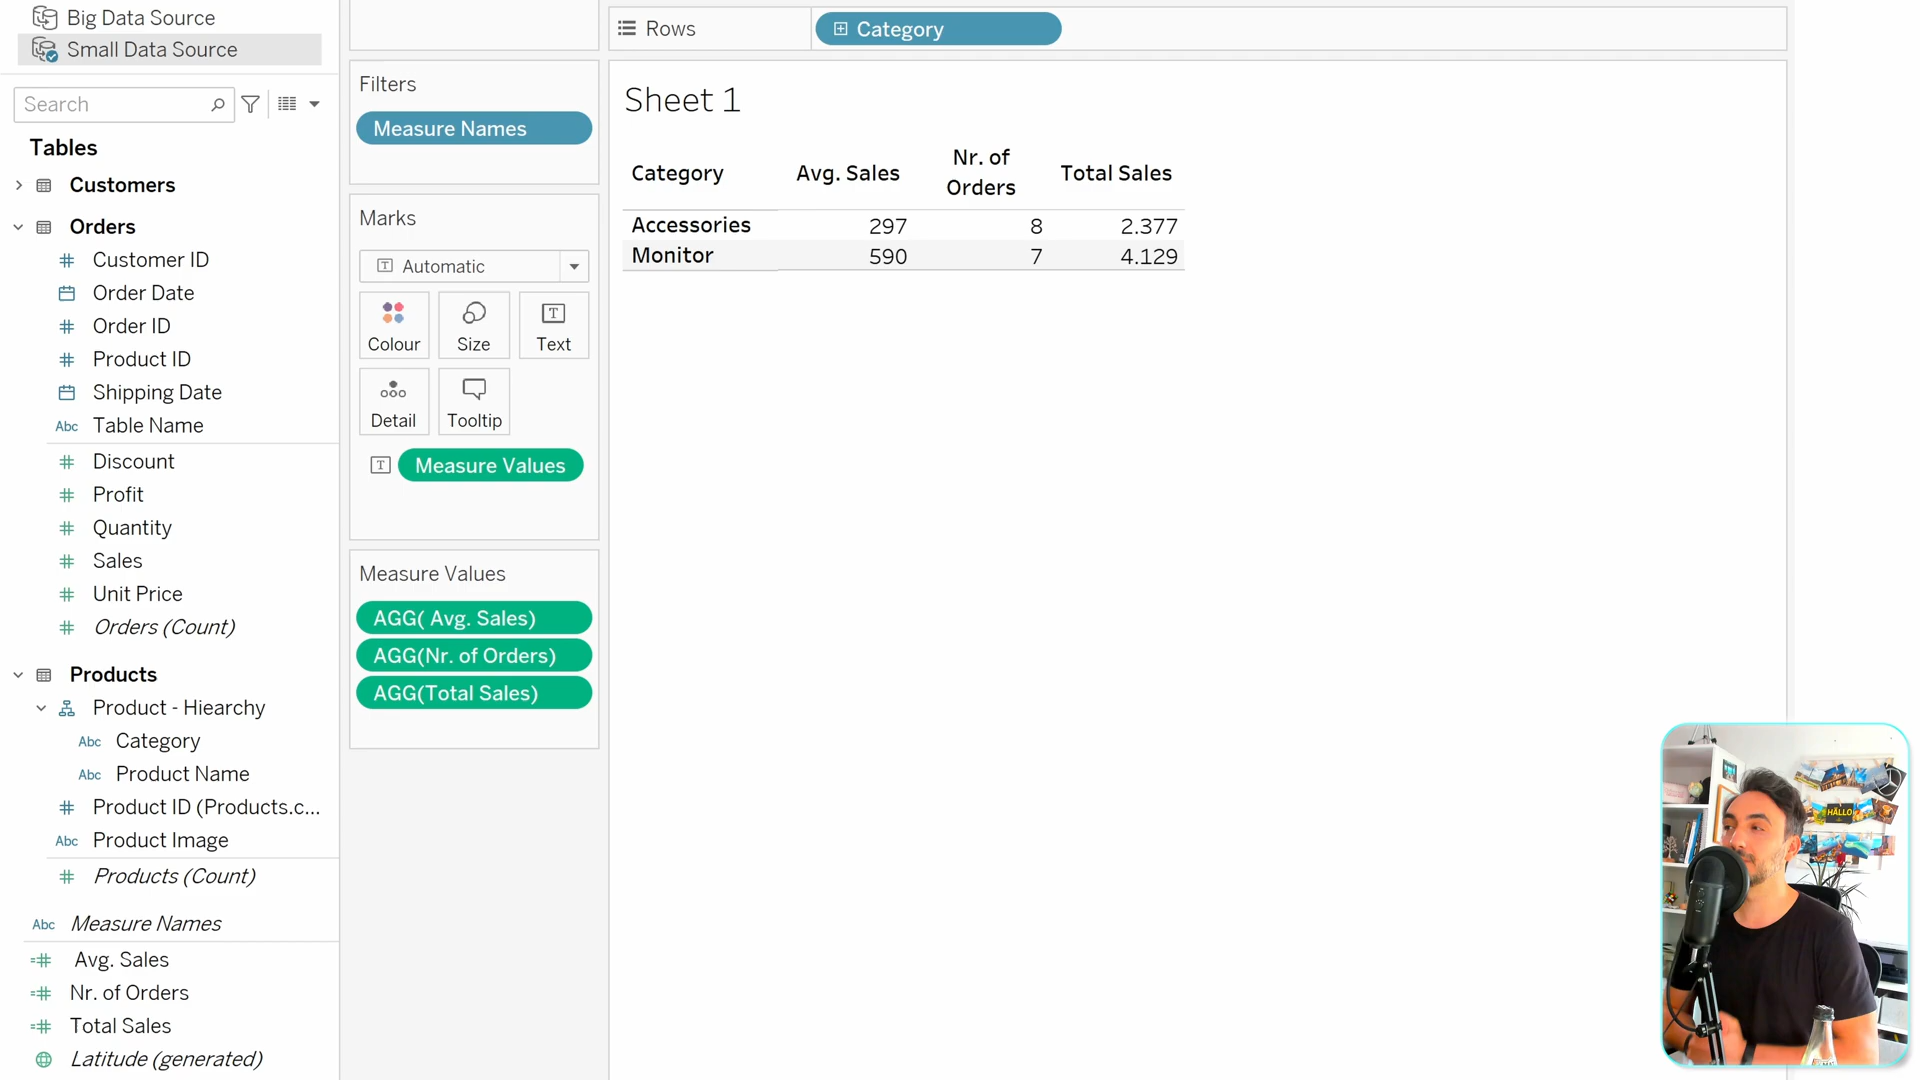 Big Data Source
Small Data Source
Search
Tables
Customers
Orders
Customer ID
Order Date
Order ID
Product ID
Shipping Date
Abc Table Name
Discount
Profit
Quantity
Sales
Unit Price
Orders (Count)
Products
Product - Hiearchy
Abc Category
Abc Product Name
Product ID (Products.c...
Abc Product Image
Products (Count)
Abc Measure Names
Avg. Sales
Nr. of Orders
Total Sales
Latitude (generated)
Filters
Measure Names
Marks
T Automatic
Colour Size Text
Detail Tooltip
T Measure Values
Measure Values
AGG( Avg. Sales)
AGG(Nr. of Orders)
AGG(Total Sales)
Rows Category
Sheet 1
Category Avg. Sales Nr. of Orders Total Sales
Accessories 297 8 2.377
Monitor 590 7 4.129
HALLO